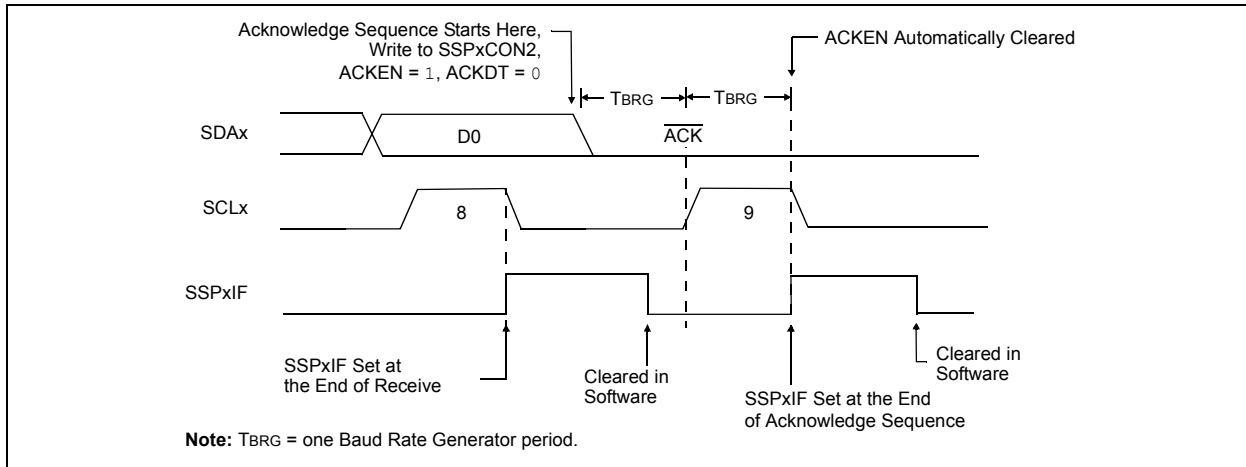 Acknowledge Sequence Starts Here,
Write to SSPxCON2,
ACKEN = 1, ACKDT = 0
ACKEN Automatically Cleared
TBRG
TBRG
SDAx
D0
ACK
SCLx
8
9
SSPxIF
SSPxIF Set at
the End of Receive
Cleared in
Software
SSPxIF Set at the End
of Acknowledge Sequence
Cleared in
Software
Note: TBRG = one Baud Rate Generator period.